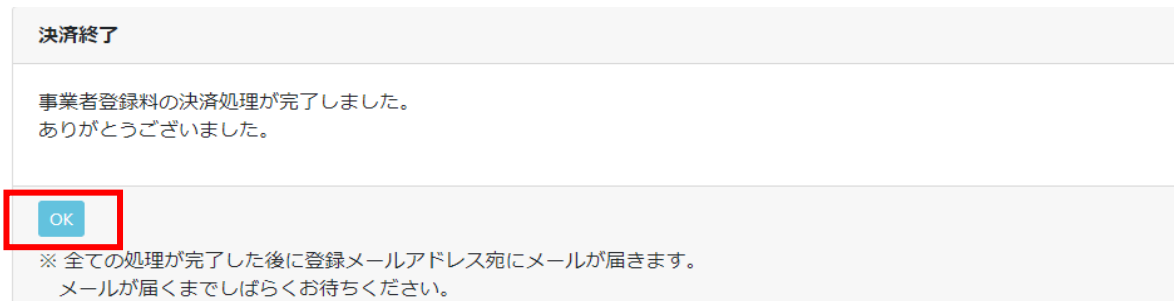 決済終了
事業者登録料の決済処理が完了しました。
ありがとうございました。
OK
※ 全ての処理が完了した後に登録メールアドレス宛にメールが届きます。
メールが届くまでしばらくお待ちください。